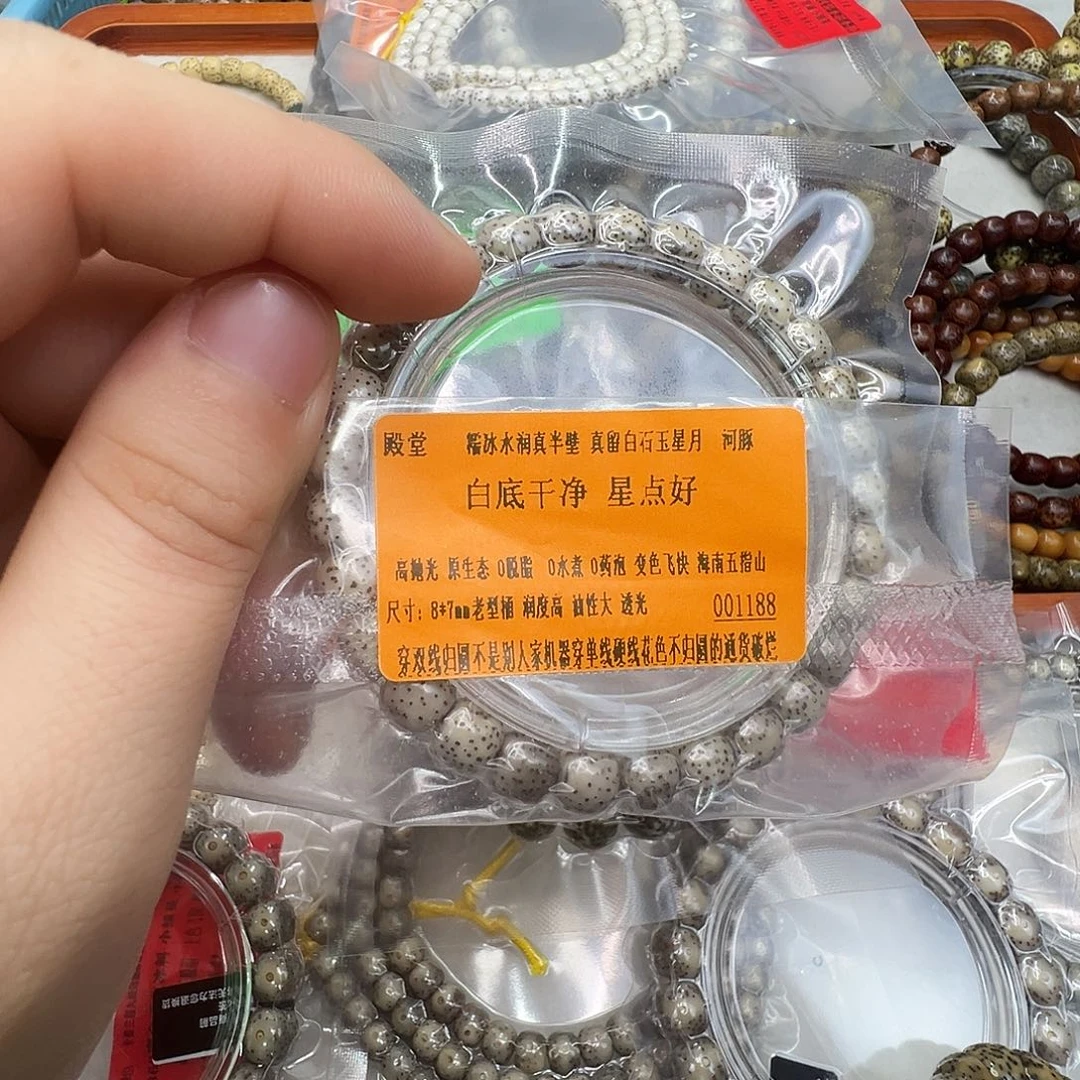 殿堂 糯冰水润真半壁 真留白石玉星月 河豚
白底干净 星点好
高抛光 原生态 0脱脂 0水煮 0药泡 变色飞快 海南五指山
尺寸：8*7mm老型桶 润度高 油性大 透光 001188
穿双线归圆不是别人家机器穿单线硬线花色不归圆的通货破烂